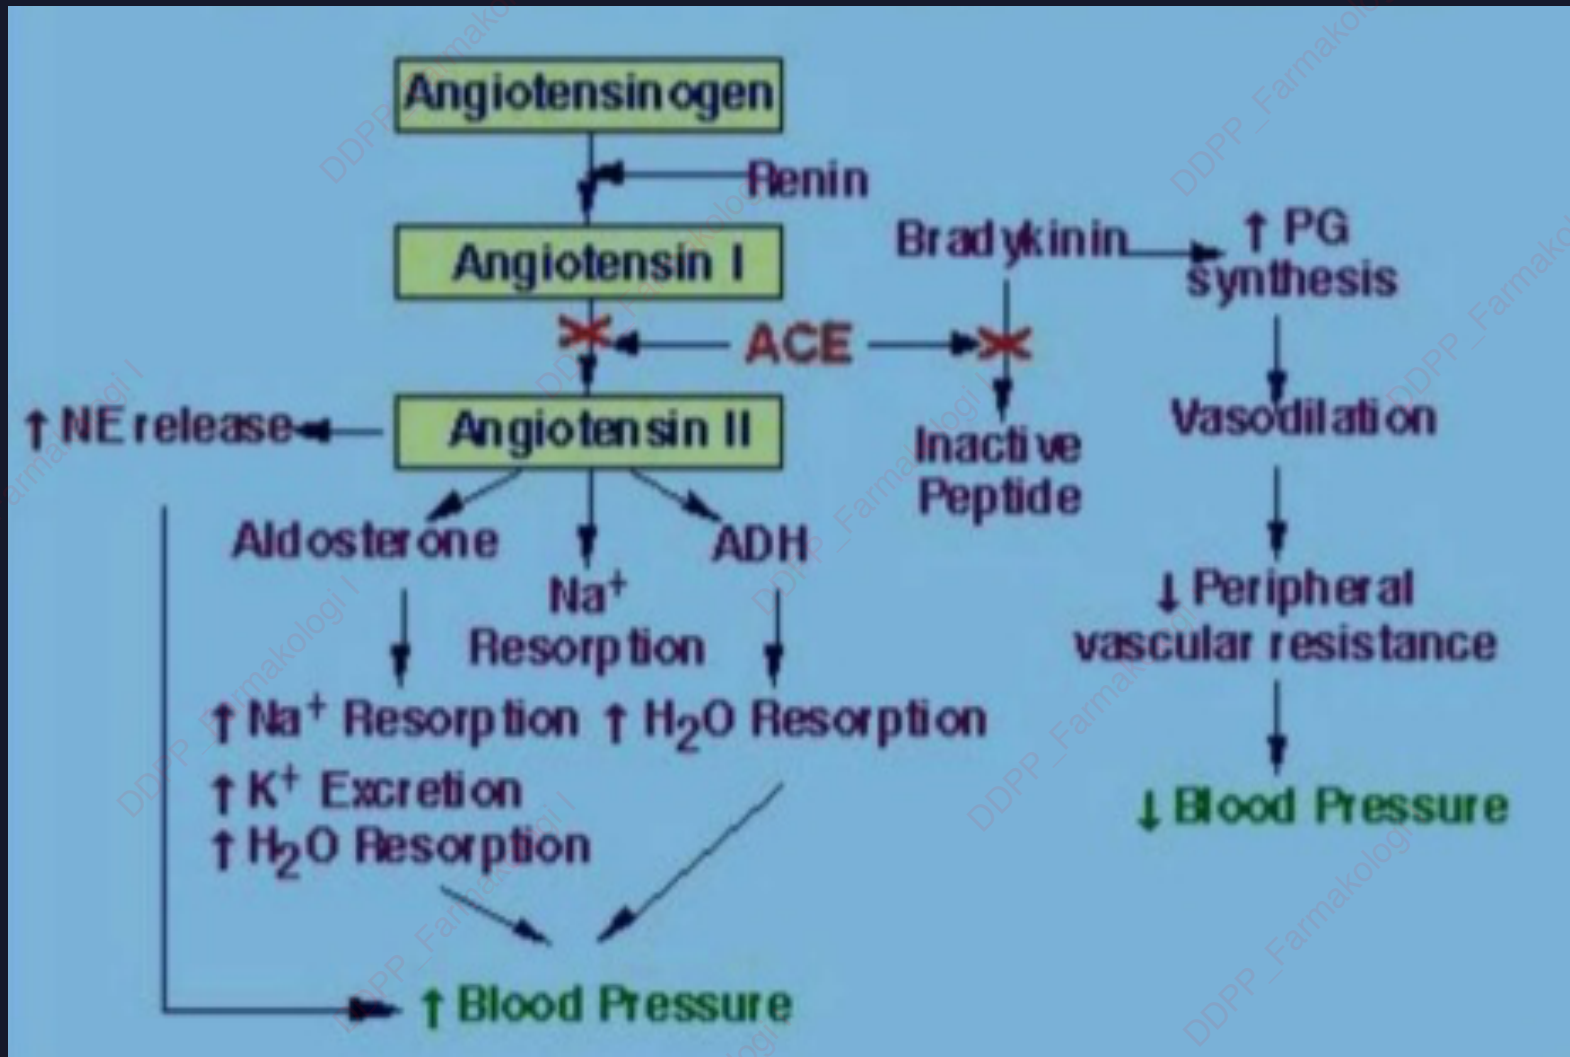 Angiotensinogen
Renin
Angiotensin I
Bradykinin
↑ PG
synthesis
ACE
Vasodilation
↑ NE release
Angiotensin II
Inactive
Peptide
Aldosterone
Na⁺
Resorption
ADH
↓ Peripheral
vascular resistance
↑ Na⁺ Resorption
↑ H₂O Resorption
↑ K⁺ Excretion
↑ H₂O Resorption
↓ Blood Pressure
↑ Blood Pressure
DDPP_Farmakologi I